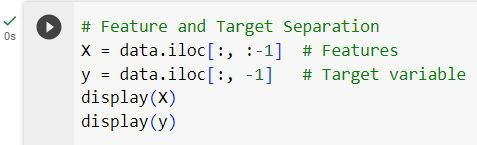 # Feature and Target Separation
X = data.iloc[:, :-1]  # Features
0s
y = data.iloc[:, -1]   # Target variable
display(X)
display(y)